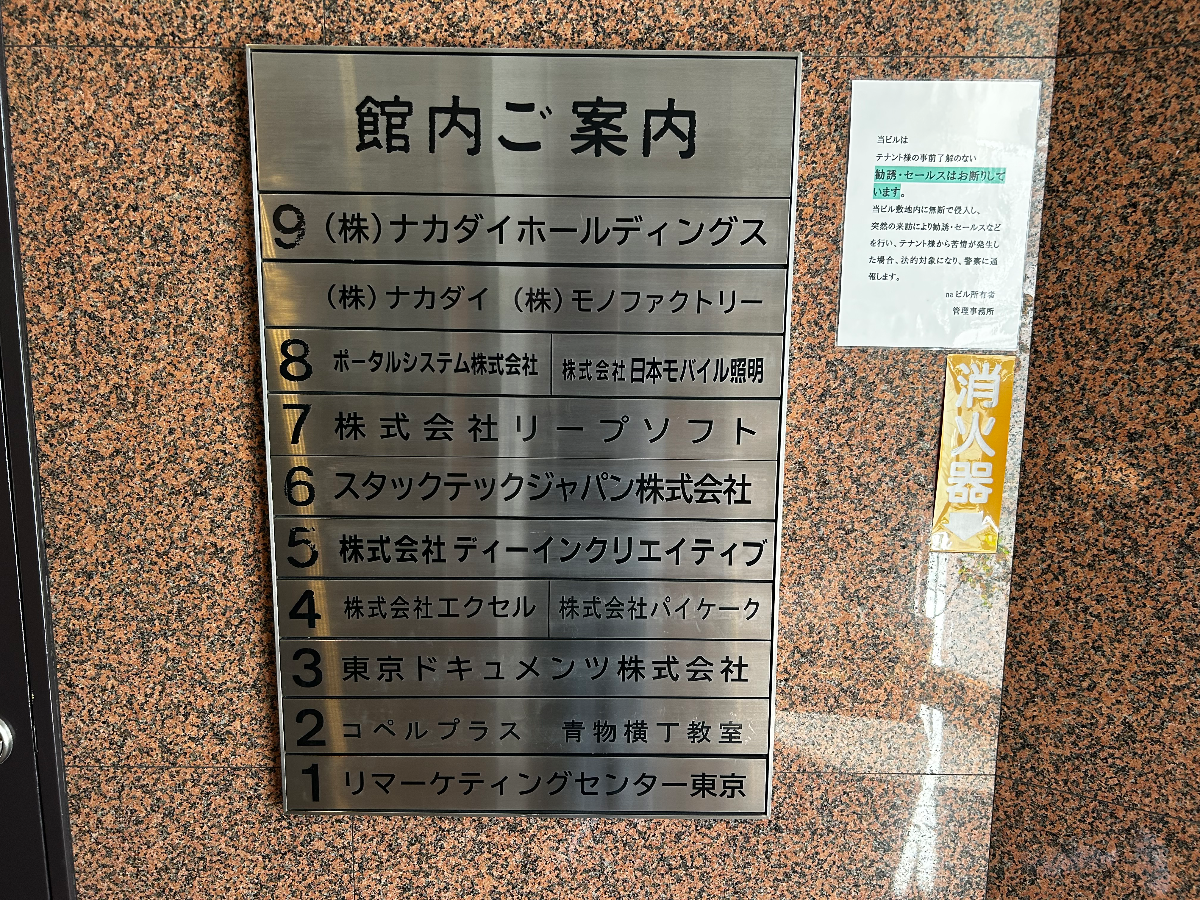 館内ご案内
9 (株)ナカダイホールディングス
(株)ナカダイ (株)モノファクトリー
8 ポータルシステム株式会社 株式会社日本モバイル照明
7 株式会社リープソフト
6 スタックテックジャパン株式会社
5 株式会社ディーインクリエイティブ
4 株式会社エクセル 株式会社パイケーク
3 東京ドキュメンツ株式会社
2 コペルプラス 青物横丁教室
1 リマーケティングセンター東京
当ビルは
テナント様の事前了解のない
勧誘・セールスはお断りして
います。
当ビル敷地内に無断で侵入し、
突然の来訪により勧誘・セールスなど
を行い、テナント様から苦情が発生し
た場合、法的対象になり、警察に通
報します。
naビル所有者
管理事務所
消火器